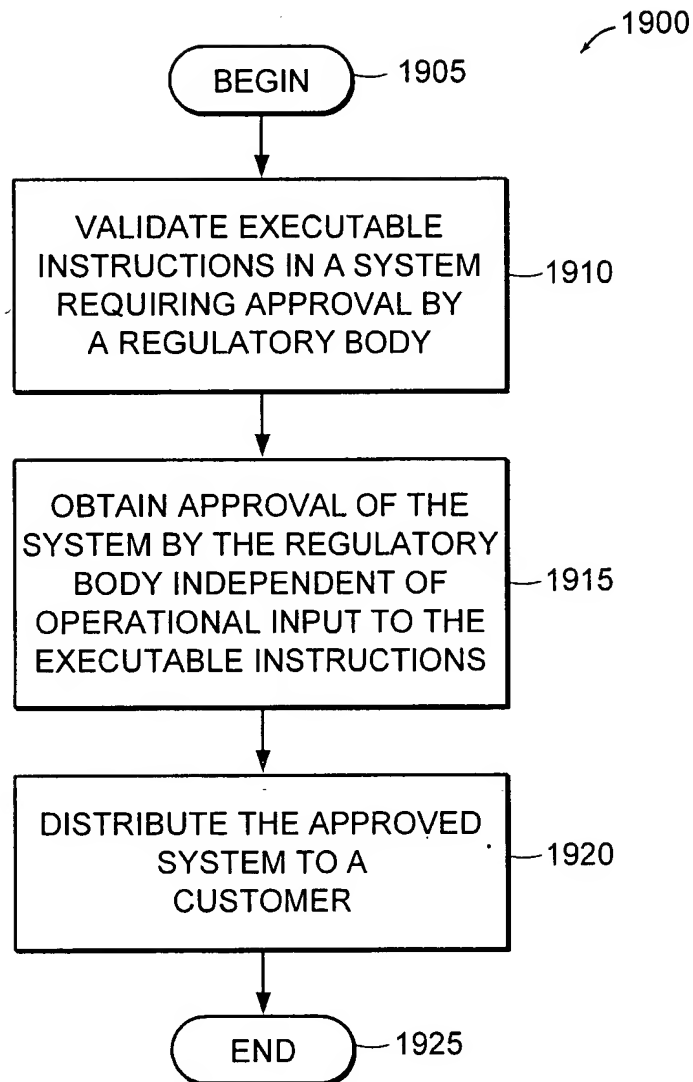 1900
BEGIN
1905
VALIDATE EXECUTABLE
INSTRUCTIONS IN A SYSTEM
REQUIRING APPROVAL BY
A REGULATORY BODY
1910
OBTAIN APPROVAL OF THE
SYSTEM BY THE REGULATORY
BODY INDEPENDENT OF
OPERATIONAL INPUT TO THE
EXECUTABLE INSTRUCTIONS
1915
DISTRIBUTE THE APPROVED
SYSTEM TO A
CUSTOMER
1920
END
1925